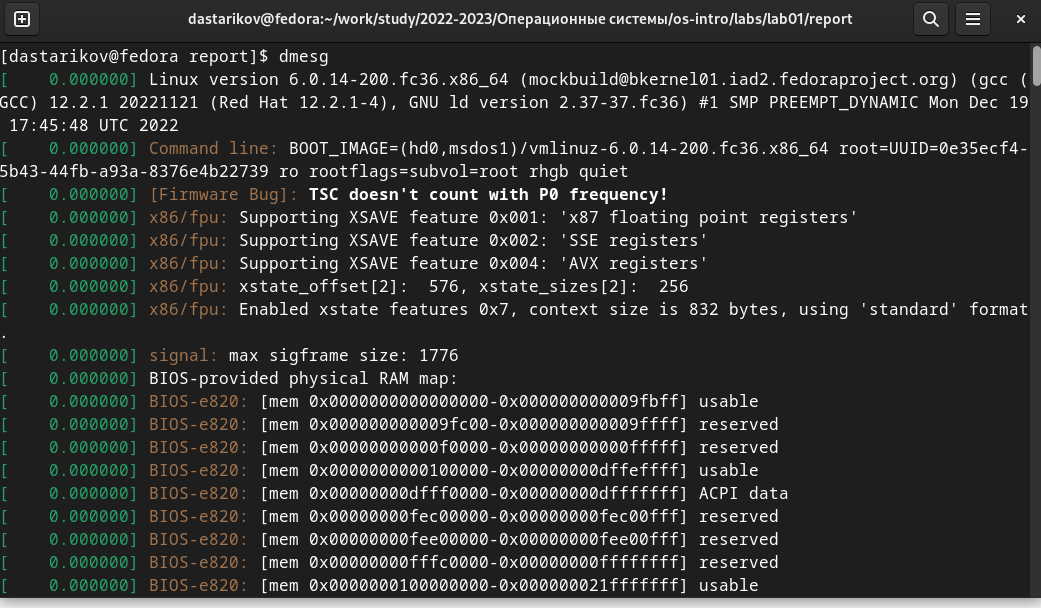 dastarikov@fedora:~/work/study/2022-2023/Операционные системы/os-intro/labs/lab01/report
[dastarikov@fedora report]$ dmesg
[    0.000000] Linux version 6.0.14-200.fc36.x86_64 (mockbuild@bkernel01.iad2.fedoraproject.org) (gcc (
GCC) 12.2.1 20221121 (Red Hat 12.2.1-4), GNU ld version 2.37-37.fc36) #1 SMP PREEMPT_DYNAMIC Mon Dec 19
 17:45:48 UTC 2022
[    0.000000] Command line: BOOT_IMAGE=(hd0,msdos1)/vmlinuz-6.0.14-200.fc36.x86_64 root=UUID=0e35ecf4-
5b43-44fb-a93a-8376e4b22739 ro rootflags=subvol=root rhgb quiet
[    0.000000] [Firmware Bug]: TSC doesn't count with P0 frequency!
[    0.000000] x86/fpu: Supporting XSAVE feature 0x001: 'x87 floating point registers'
[    0.000000] x86/fpu: Supporting XSAVE feature 0x002: 'SSE registers'
[    0.000000] x86/fpu: Supporting XSAVE feature 0x004: 'AVX registers'
[    0.000000] x86/fpu: xstate_offset[2]:  576, xstate_sizes[2]:  256
[    0.000000] x86/fpu: Enabled xstate features 0x7, context size is 832 bytes, using 'standard' format
.
[    0.000000] signal: max sigframe size: 1776
[    0.000000] BIOS-provided physical RAM map:
[    0.000000] BIOS-e820: [mem 0x0000000000000000-0x000000000009fbff] usable
[    0.000000] BIOS-e820: [mem 0x000000000009fc00-0x000000000009ffff] reserved
[    0.000000] BIOS-e820: [mem 0x00000000000f0000-0x00000000000fffff] reserved
[    0.000000] BIOS-e820: [mem 0x0000000000100000-0x00000000dffeffff] usable
[    0.000000] BIOS-e820: [mem 0x00000000dfff0000-0x00000000dfffffff] ACPI data
[    0.000000] BIOS-e820: [mem 0x00000000fec00000-0x00000000fec00fff] reserved
[    0.000000] BIOS-e820: [mem 0x00000000fee00000-0x00000000fee00fff] reserved
[    0.000000] BIOS-e820: [mem 0x00000000fffc0000-0x00000000ffffffff] reserved
[    0.000000] BIOS-e820: [mem 0x0000000100000000-0x000000021fffffff] usable